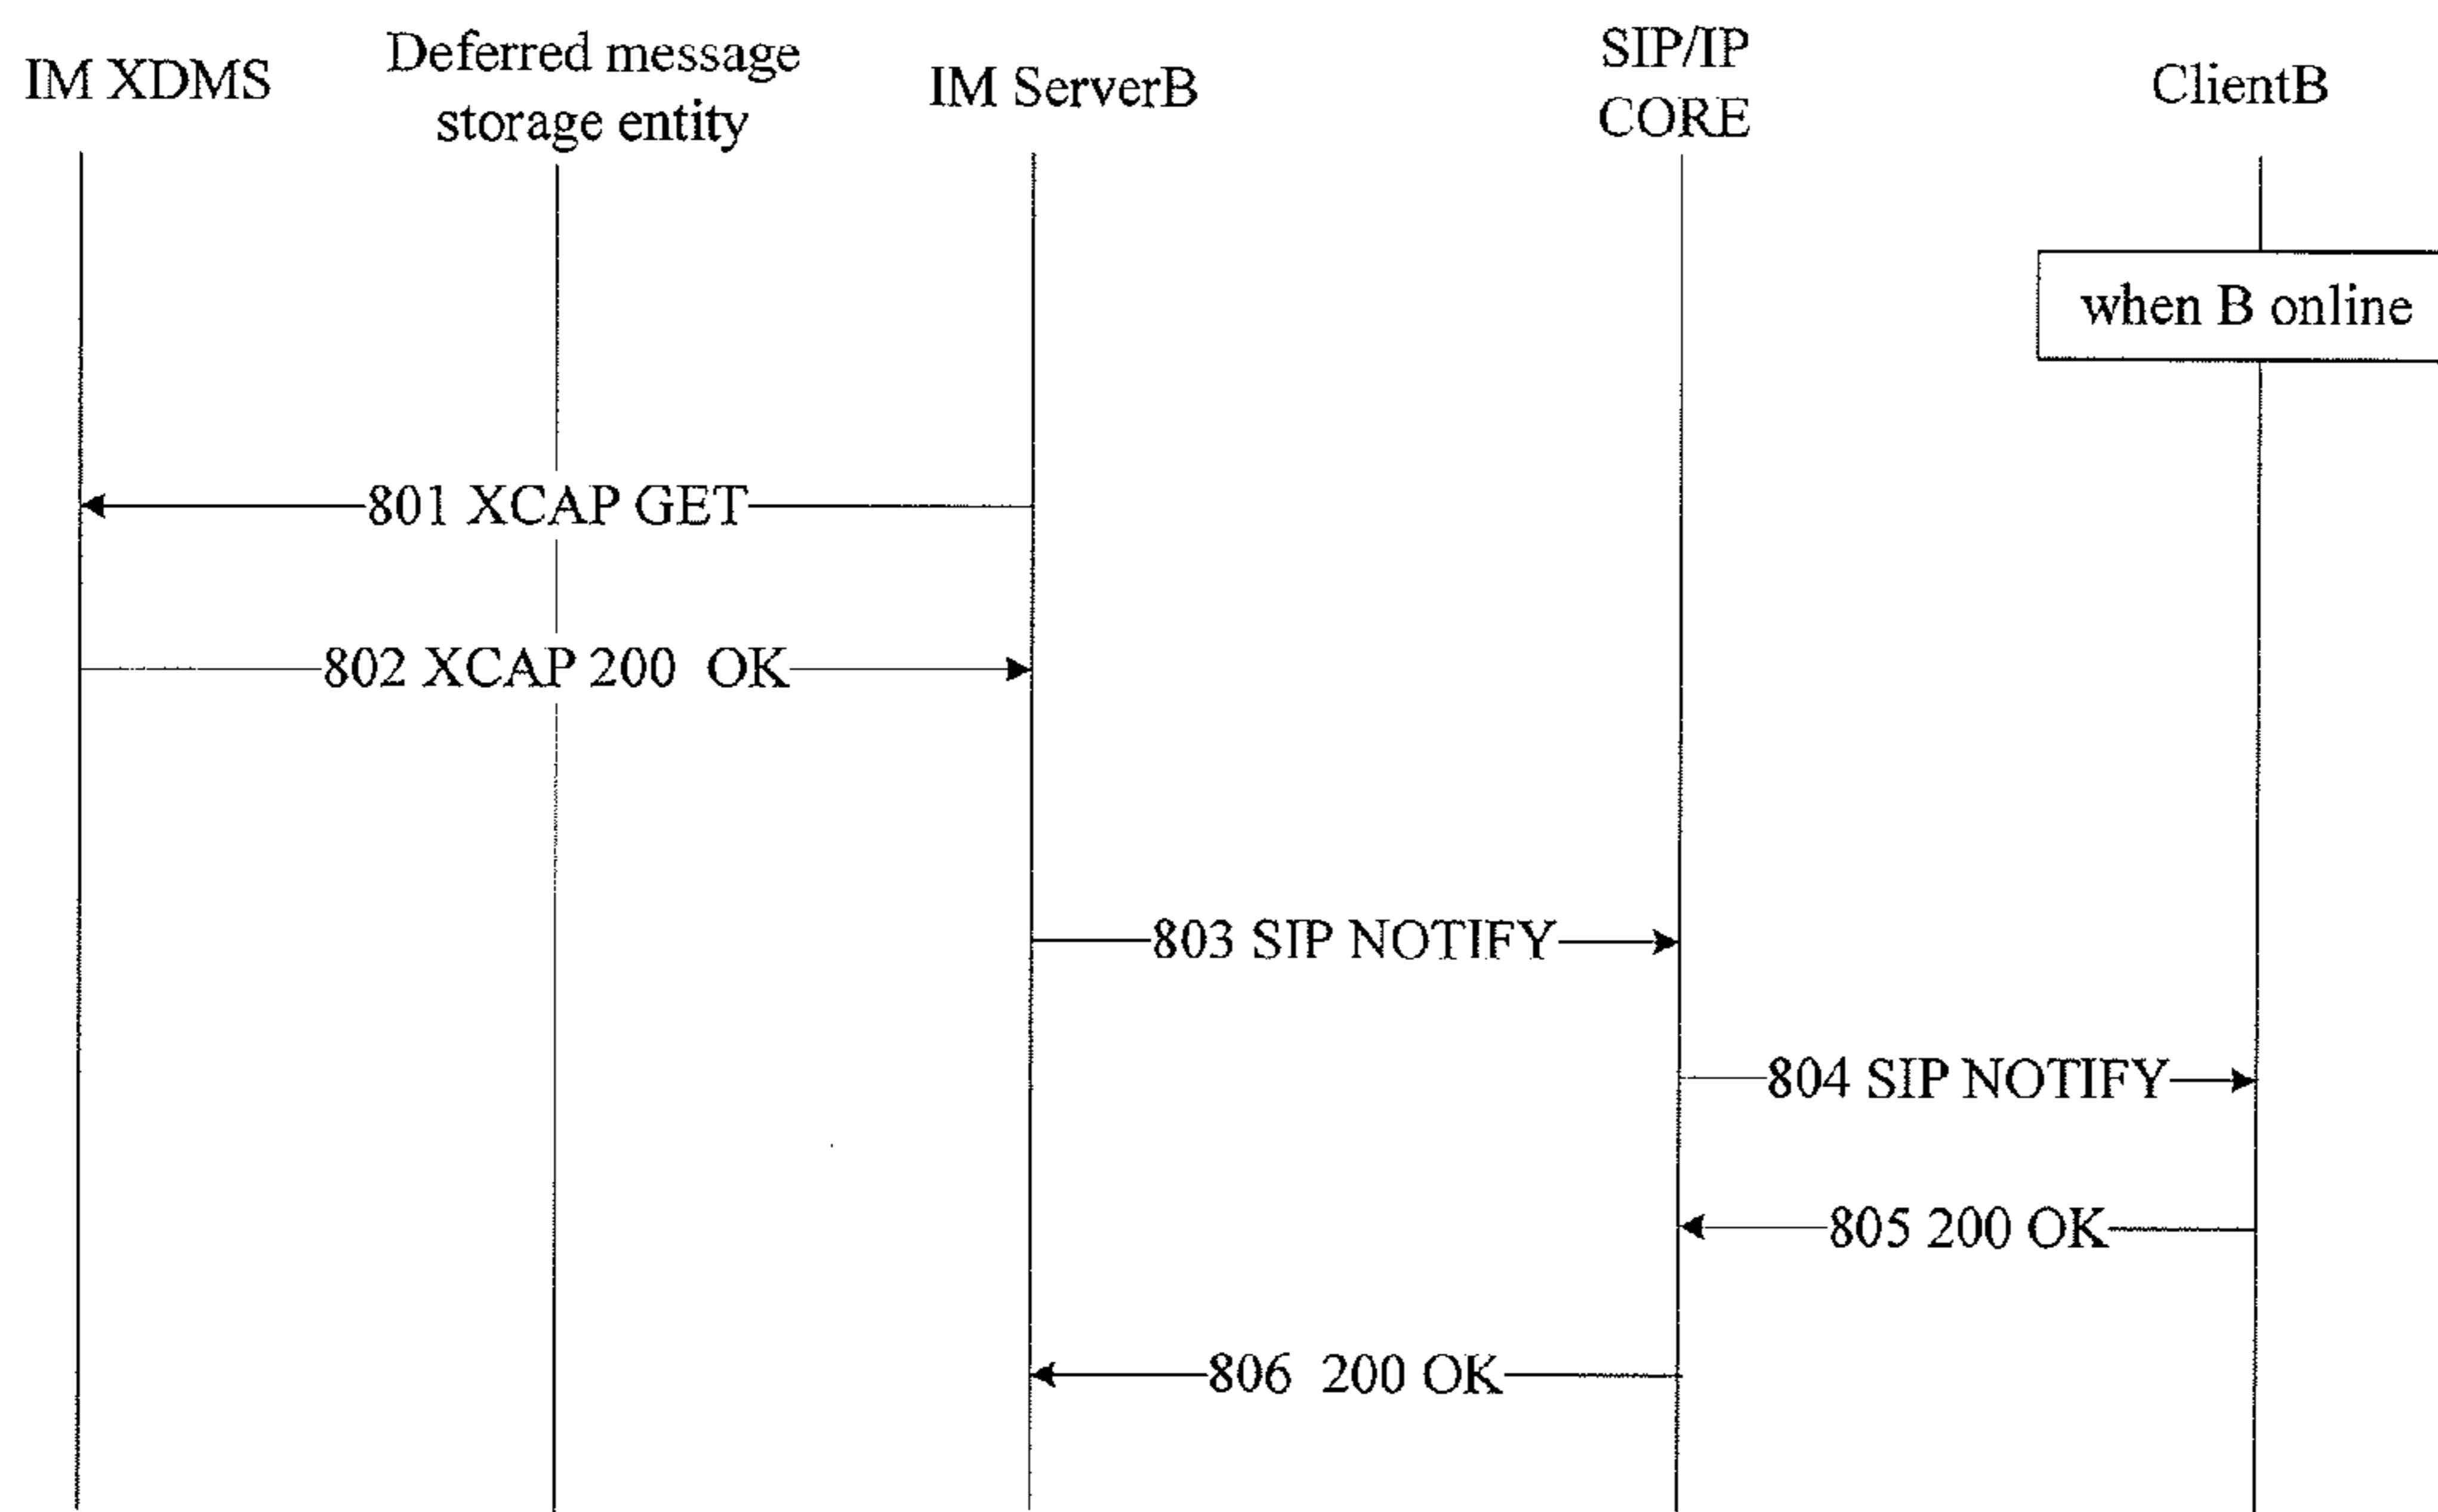 IM XDMS
Deferred message
storage entity
IM ServerB
SIP/IP
CORE
ClientB
when B online
801 XCAP GET
802 XCAP 200 OK
803 SIP NOTIFY
804 SIP NOTIFY
805 200 OK
806 200 OK